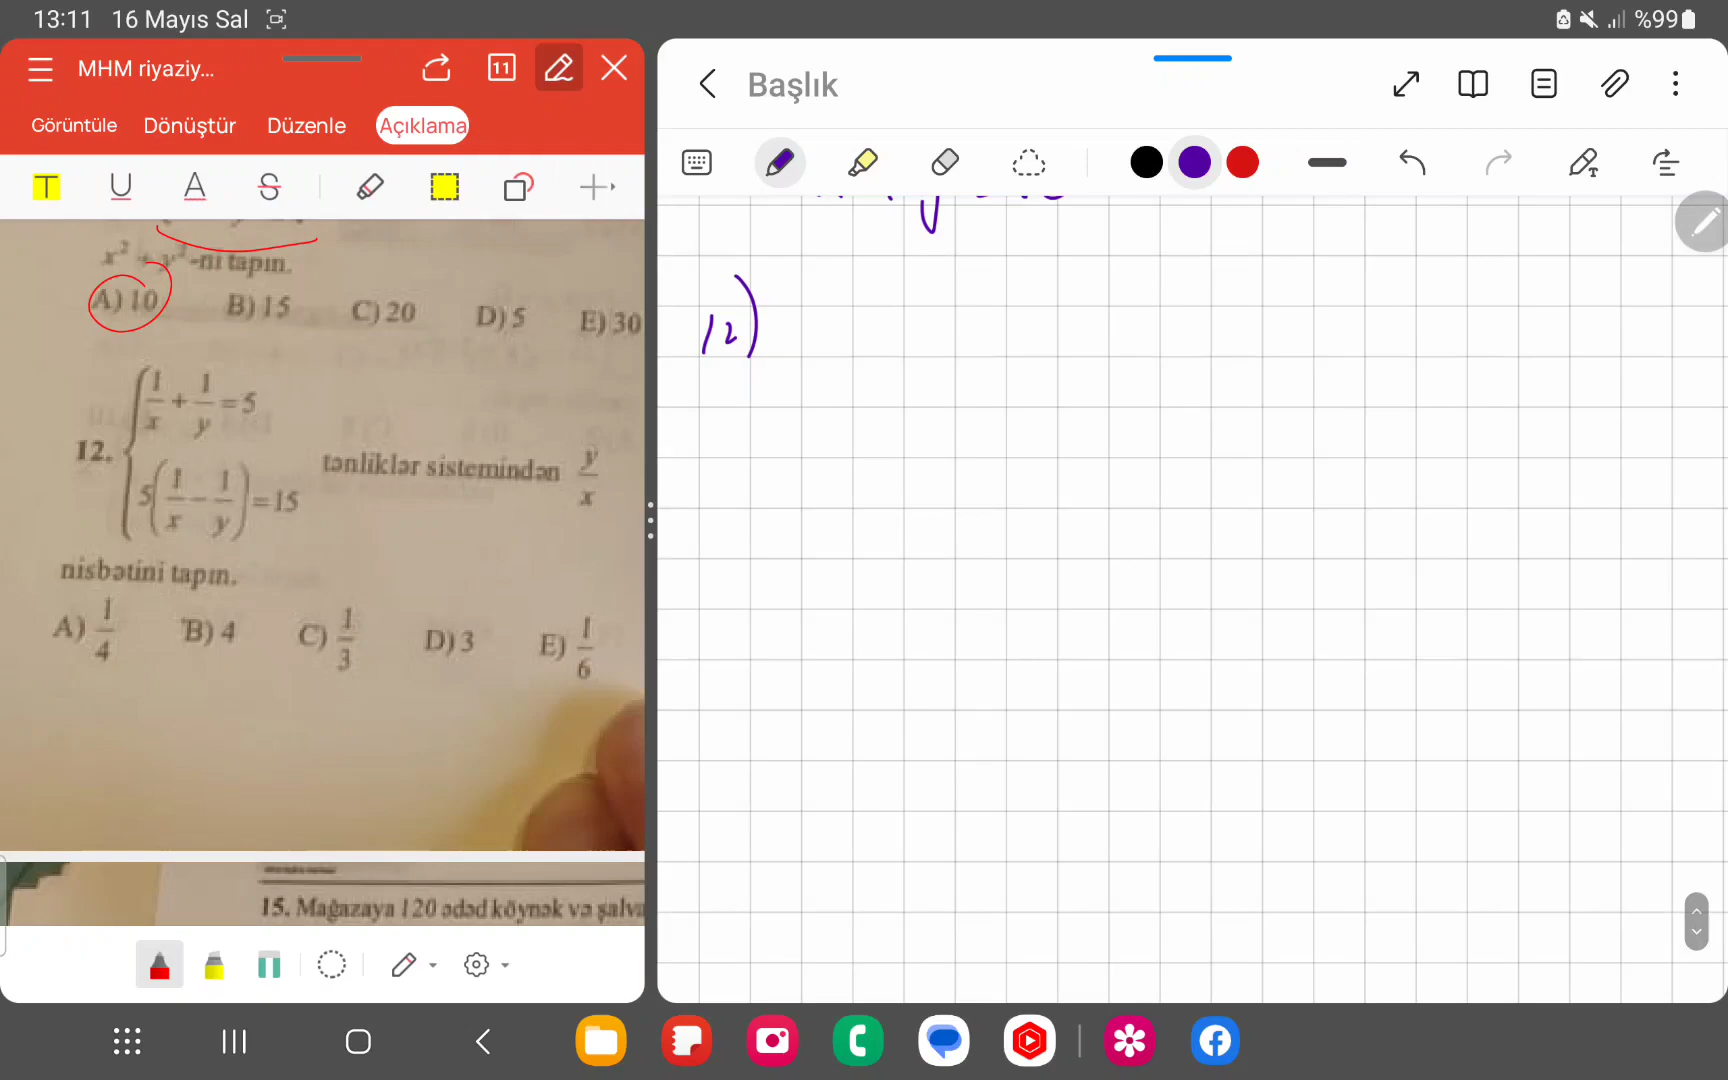 13:11 16 Mayıs Sal %99
MHM riyaziy... 11
Görüntüle Dönüştür Düzenle Açıklama
T U A S
x² + y²-ni tapın.
A) 10 B) 15 C) 20 D) 5 E) 30
1/x + 1/y = 5
12. tənliklər sistemindən y/x
5(1/x - 1/y) = 15
nisbətini tapın.
A) 1/4 B) 4 C) 1/3 D) 3 E) 1/6
15. Mağazaya 120 ədəd köynək və
Başlık
12)